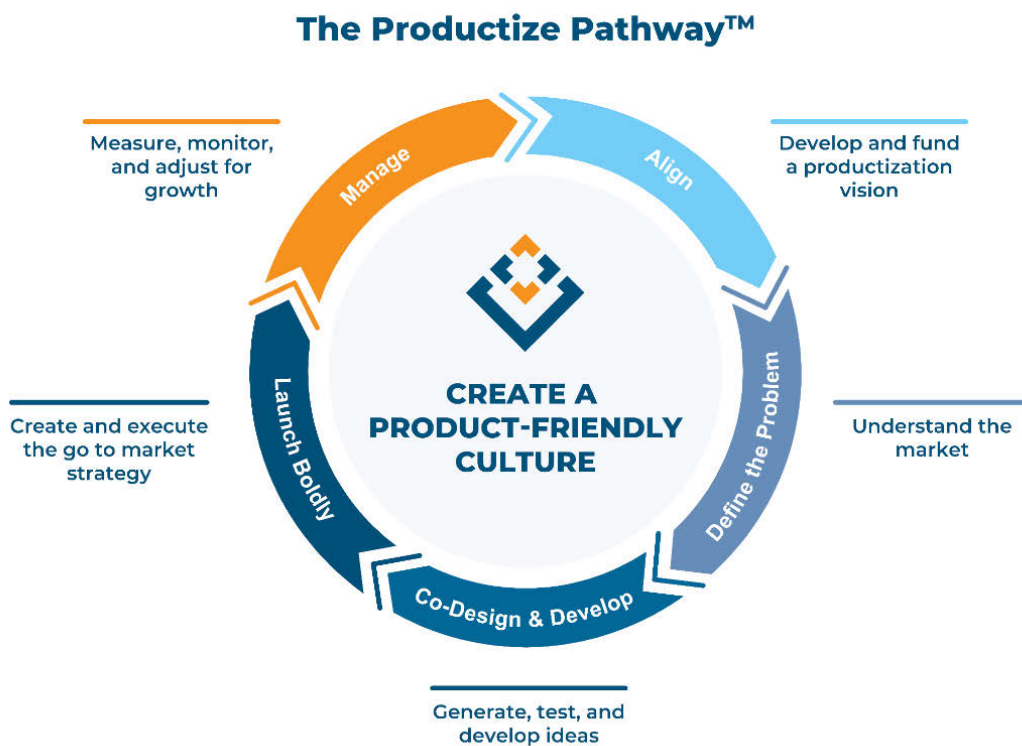 The Productize Pathway™
Measure, monitor,
and adjust for
growth
Manage
Align
Develop and fund
a productization
vision
CREATE A
PRODUCT-FRIENDLY
CULTURE
Define the Problem
Understand the
market
Launch Boldly
Create and execute
the go to market
strategy
Co-Design & Develop
Generate, test, and
develop ideas